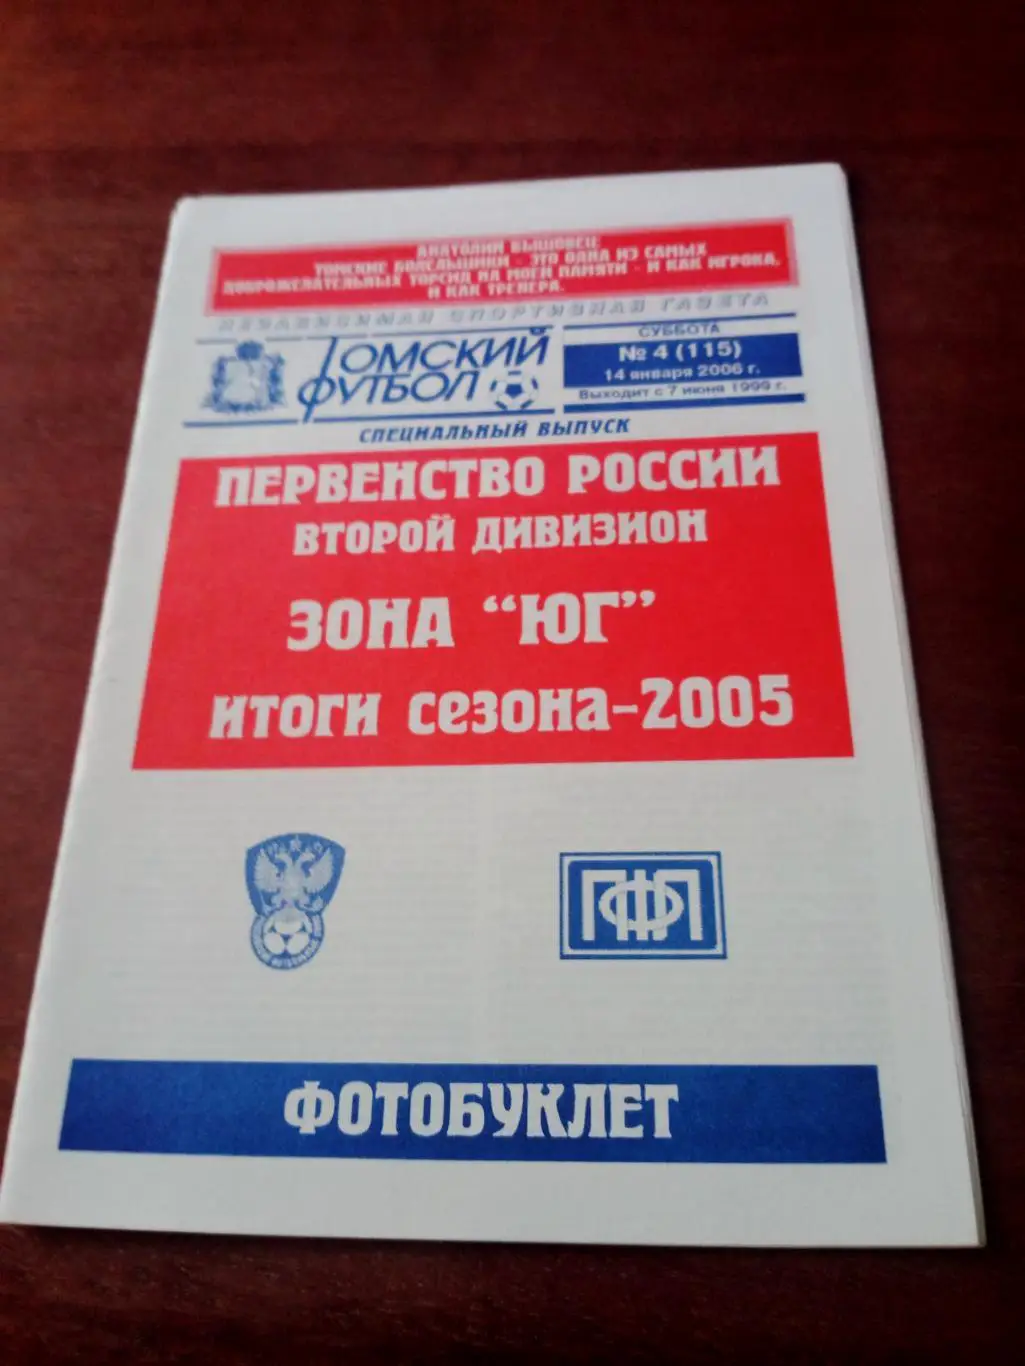 АНАТОЛИЙ БЫШОВЕЦ:
ТОМСКИЕ БОЛЕЛЬЩИКИ - ЭТО ОДНА ИЗ САМЫХ
ДОБРОЖЕЛАТЕЛЬНЫХ ТОРСИД НА МОЕЙ ПАМЯТИ - И КАК ИГРОКА,
И КАК ТРЕНЕРА.
НЕЗАВИСИМАЯ СПОРТИВНАЯ ГАЗЕТА
ТОМСКИЙ
ФУТБОЛ
СУББОТА
№ 4 (115)
14 января 2006 г.
Выходит с 7 июня 1999 г.
СПЕЦИАЛЬНЫЙ ВЫПУСК
ПЕРВЕНСТВО РОССИИ
ВТОРОЙ ДИВИЗИОН
ЗОНА "ЮГ"
ИТОГИ СЕЗОНА-2005
ПФЛ
ФОТОБУКЛЕТ